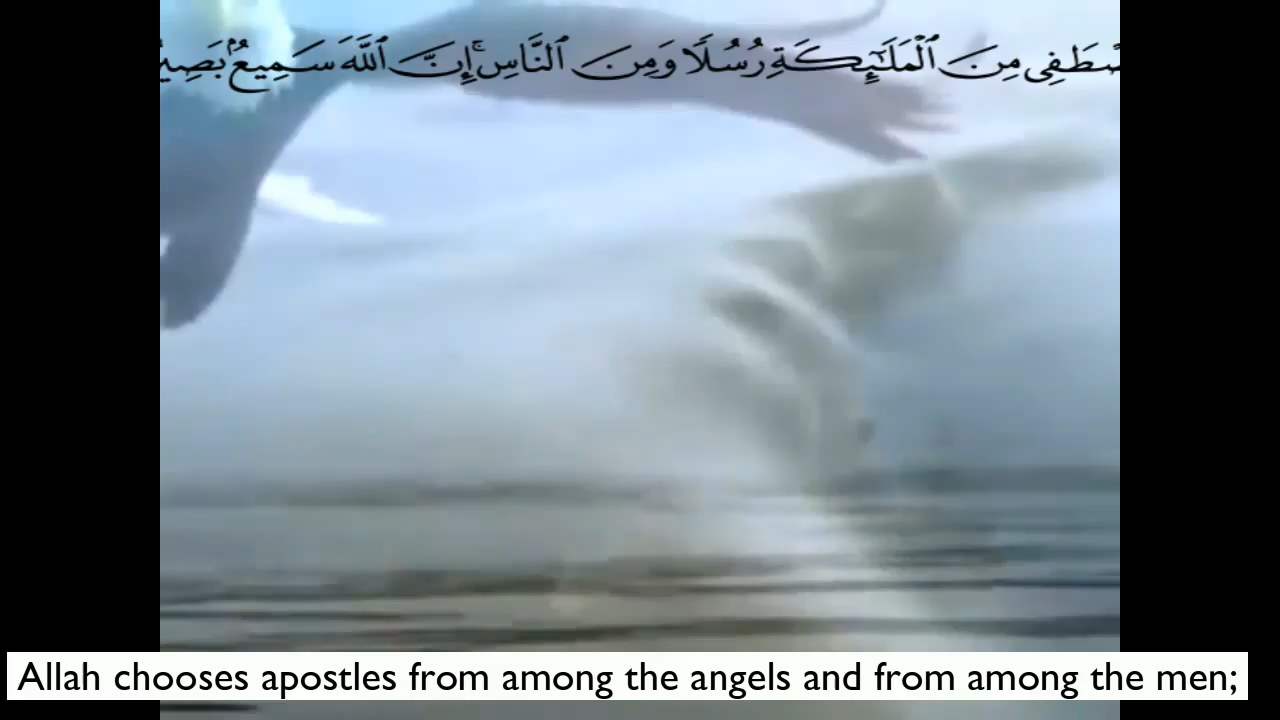 مِنَ ٱلْمَلَـٰٓئِكَةِ رُسُلًا وَمِنَ ٱلنَّاسِ ۚ إِنَّ ٱللَّهَ سَمِيعٌۢ
Allah chooses apostles from among the angels and from among the men;